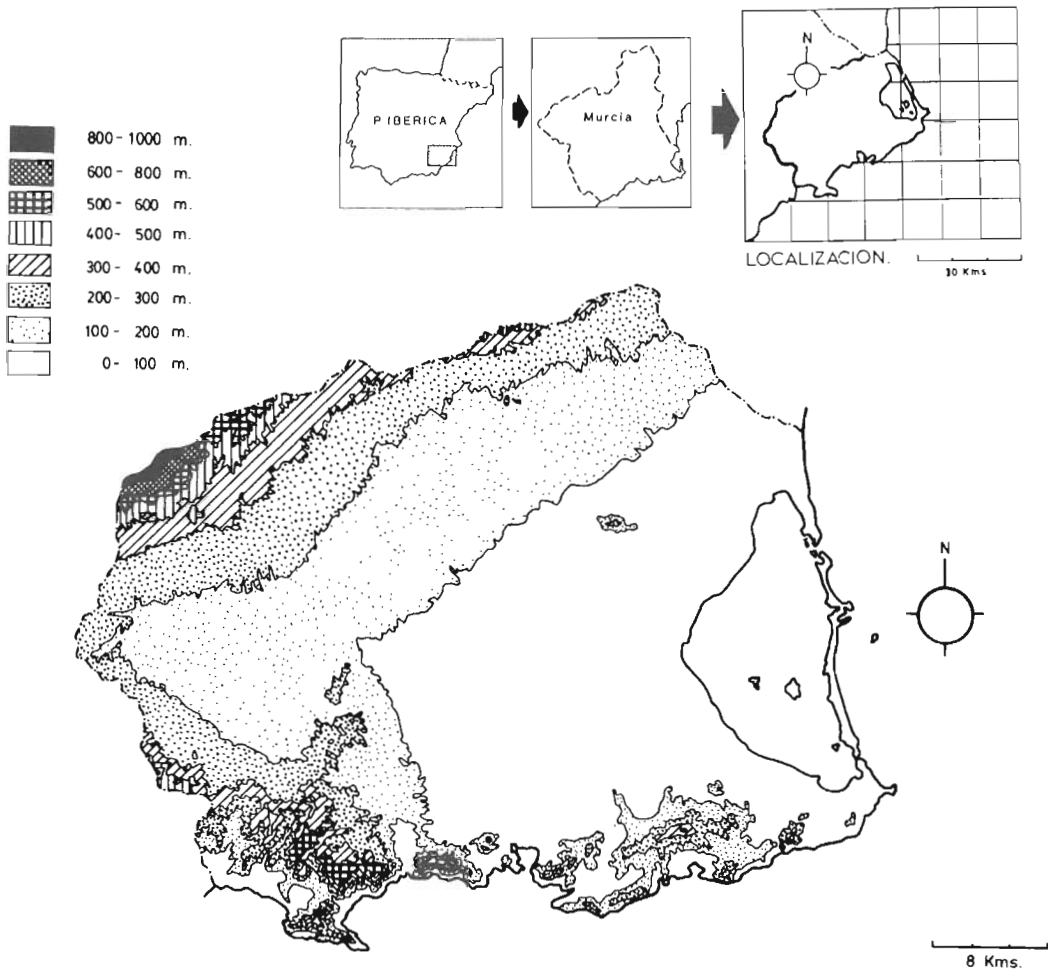 P IBERICA
Murcia
N
LOCALIZACION.
10 Kms
800- 1000 m.
600- 800 m.
500- 600 m.
400- 500 m.
300- 400 m.
200- 300 m.
100- 200 m.
0- 100 m.
N
8 Kms.